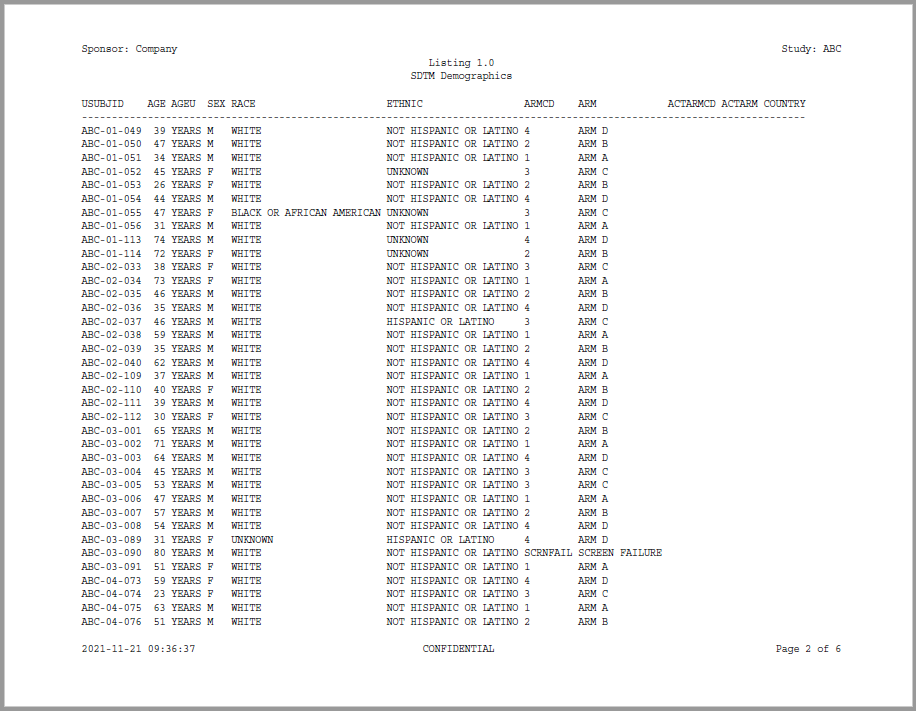 Sponsor: Company Study: ABC
Listing 1.0
SDTM Demographics
USUBJID AGE AGEU SEX RACE ETHNIC ARMCD ARM ACTARMCD ACTARM COUNTRY
ABC-01-049 39 YEARS M WHITE NOT HISPANIC OR LATINO 4 ARM D
ABC-01-050 47 YEARS M WHITE NOT HISPANIC OR LATINO 2 ARM B
ABC-01-051 34 YEARS M WHITE NOT HISPANIC OR LATINO 1 ARM A
ABC-01-052 45 YEARS F WHITE UNKNOWN 3 ARM C
ABC-01-053 26 YEARS F WHITE NOT HISPANIC OR LATINO 2 ARM B
ABC-01-054 44 YEARS M WHITE NOT HISPANIC OR LATINO 4 ARM D
ABC-01-055 47 YEARS F BLACK OR AFRICAN AMERICAN UNKNOWN 3 ARM C
ABC-01-056 31 YEARS M WHITE NOT HISPANIC OR LATINO 1 ARM A
ABC-01-113 74 YEARS M WHITE UNKNOWN 4 ARM D
ABC-01-114 72 YEARS F WHITE UNKNOWN 2 ARM B
ABC-02-033 38 YEARS F WHITE NOT HISPANIC OR LATINO 3 ARM C
ABC-02-034 73 YEARS F WHITE NOT HISPANIC OR LATINO 1 ARM A
ABC-02-035 46 YEARS M WHITE NOT HISPANIC OR LATINO 2 ARM B
ABC-02-036 35 YEARS M WHITE NOT HISPANIC OR LATINO 4 ARM D
ABC-02-037 46 YEARS M WHITE HISPANIC OR LATINO 3 ARM C
ABC-02-038 59 YEARS M WHITE NOT HISPANIC OR LATINO 1 ARM A
ABC-02-039 35 YEARS M WHITE NOT HISPANIC OR LATINO 2 ARM B
ABC-02-040 62 YEARS M WHITE NOT HISPANIC OR LATINO 4 ARM D
ABC-02-109 37 YEARS M WHITE NOT HISPANIC OR LATINO 1 ARM A
ABC-02-110 40 YEARS F WHITE NOT HISPANIC OR LATINO 2 ARM B
ABC-02-111 39 YEARS M WHITE NOT HISPANIC OR LATINO 4 ARM D
ABC-02-112 30 YEARS F WHITE NOT HISPANIC OR LATINO 3 ARM C
ABC-03-001 65 YEARS M WHITE NOT HISPANIC OR LATINO 2 ARM B
ABC-03-002 71 YEARS M WHITE NOT HISPANIC OR LATINO 1 ARM A
ABC-03-003 64 YEARS M WHITE NOT HISPANIC OR LATINO 4 ARM D
ABC-03-004 45 YEARS M WHITE NOT HISPANIC OR LATINO 3 ARM C
ABC-03-005 53 YEARS M WHITE NOT HISPANIC OR LATINO 3 ARM C
ABC-03-006 47 YEARS M WHITE NOT HISPANIC OR LATINO 1 ARM A
ABC-03-007 57 YEARS M WHITE NOT HISPANIC OR LATINO 2 ARM B
ABC-03-008 54 YEARS M WHITE NOT HISPANIC OR LATINO 4 ARM D
ABC-03-089 31 YEARS F UNKNOWN HISPANIC OR LATINO 4 ARM D
ABC-03-090 80 YEARS M WHITE NOT HISPANIC OR LATINO SCRNFAIL SCREEN FAILURE
ABC-03-091 51 YEARS F WHITE NOT HISPANIC OR LATINO 1 ARM A
ABC-04-073 59 YEARS F WHITE NOT HISPANIC OR LATINO 4 ARM D
ABC-04-074 23 YEARS F WHITE NOT HISPANIC OR LATINO 3 ARM C
ABC-04-075 63 YEARS M WHITE NOT HISPANIC OR LATINO 1 ARM A
ABC-04-076 51 YEARS M WHITE NOT HISPANIC OR LATINO 2 ARM B
2021-11-21 09:36:37 CONFIDENTIAL Page 2 of 6